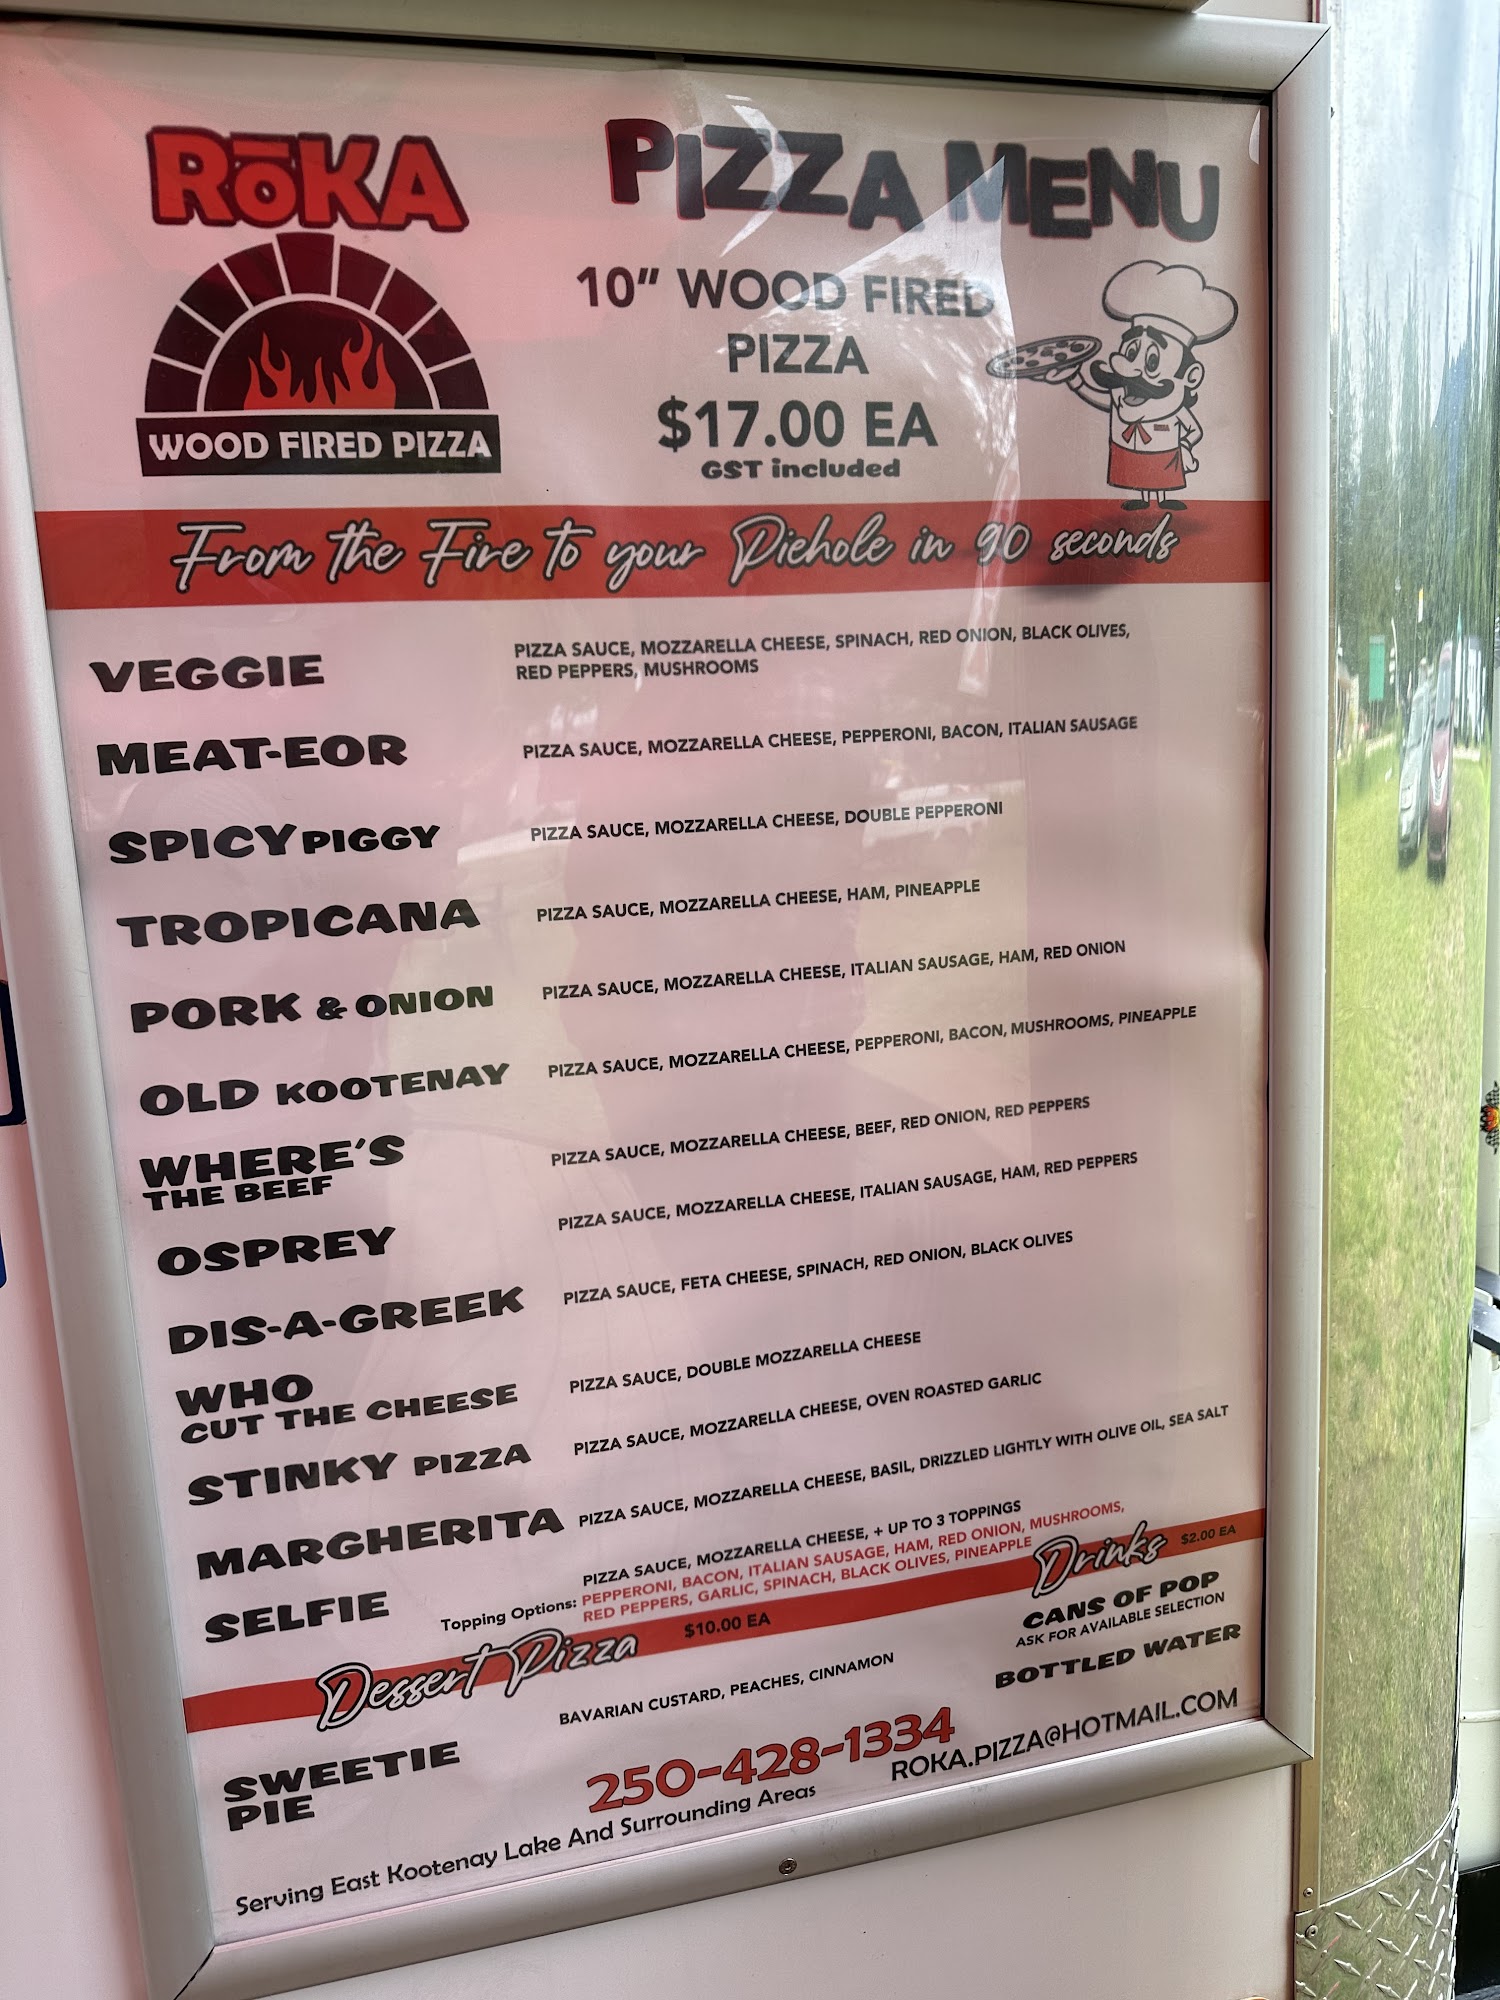 RōKA
WOOD FIRED PIZZA
PIZZA MENU
10" WOOD FIRED
PIZZA
$17.00 EA
GST included
From the Fire to your Piehole in 90 seconds
VEGGIE
PIZZA SAUCE, MOZZARELLA CHEESE, SPINACH, RED ONION, BLACK OLIVES,
RED PEPPERS, MUSHROOMS
MEAT-EOR
PIZZA SAUCE, MOZZARELLA CHEESE, PEPPERONI, BACON, ITALIAN SAUSAGE
SPICY PIGGY
PIZZA SAUCE, MOZZARELLA CHEESE, DOUBLE PEPPERONI
TROPICANA
PIZZA SAUCE, MOZZARELLA CHEESE, HAM, PINEAPPLE
PORK & ONION
PIZZA SAUCE, MOZZARELLA CHEESE, ITALIAN SAUSAGE, HAM, RED ONION
OLD KOOTENAY
PIZZA SAUCE, MOZZARELLA CHEESE, PEPPERONI, BACON, MUSHROOMS, PINEAPPLE
WHERE'S
THE BEEF
PIZZA SAUCE, MOZZARELLA CHEESE, BEEF, RED ONION, RED PEPPERS
OSPREY
PIZZA SAUCE, MOZZARELLA CHEESE, ITALIAN SAUSAGE, HAM, RED PEPPERS
DIS-A-GREEK
PIZZA SAUCE, FETA CHEESE, SPINACH, RED ONION, BLACK OLIVES
WHO
CUT THE CHEESE
PIZZA SAUCE, DOUBLE MOZZARELLA CHEESE
STINKY PIZZA
PIZZA SAUCE, MOZZARELLA CHEESE, OVEN ROASTED GARLIC
MARGHERITA
PIZZA SAUCE, MOZZARELLA CHEESE, BASIL, DRIZZLED LIGHTLY WITH OLIVE OIL, SEA SALT
SELFIE
PIZZA SAUCE, MOZZARELLA CHEESE, + UP TO 3 TOPPINGS
Topping Options: PEPPERONI, BACON, ITALIAN SAUSAGE, HAM, RED ONION, MUSHROOMS,
RED PEPPERS, GARLIC, SPINACH, BLACK OLIVES, PINEAPPLE
Dessert Pizza $10.00 EA
BAVARIAN CUSTARD, PEACHES, CINNAMON
SWEETIE
PIE
Drinks $2.00 EA
CANS OF POP
ASK FOR AVAILABLE SELECTION
BOTTLED WATER
250-428-1334
ROKA.PIZZA@HOTMAIL.COM
Serving East Kootenay Lake And Surrounding Areas